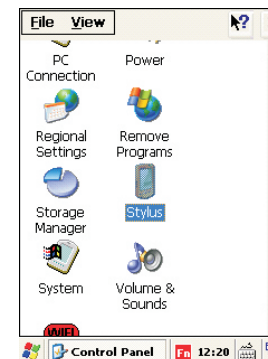 File View
?
PC
Connection
Power
Regional
Settings
Remove
Programs
Storage
Manager
Stylus
System
Volume &
Sounds
WIFI
Control Panel
Fn
12:20